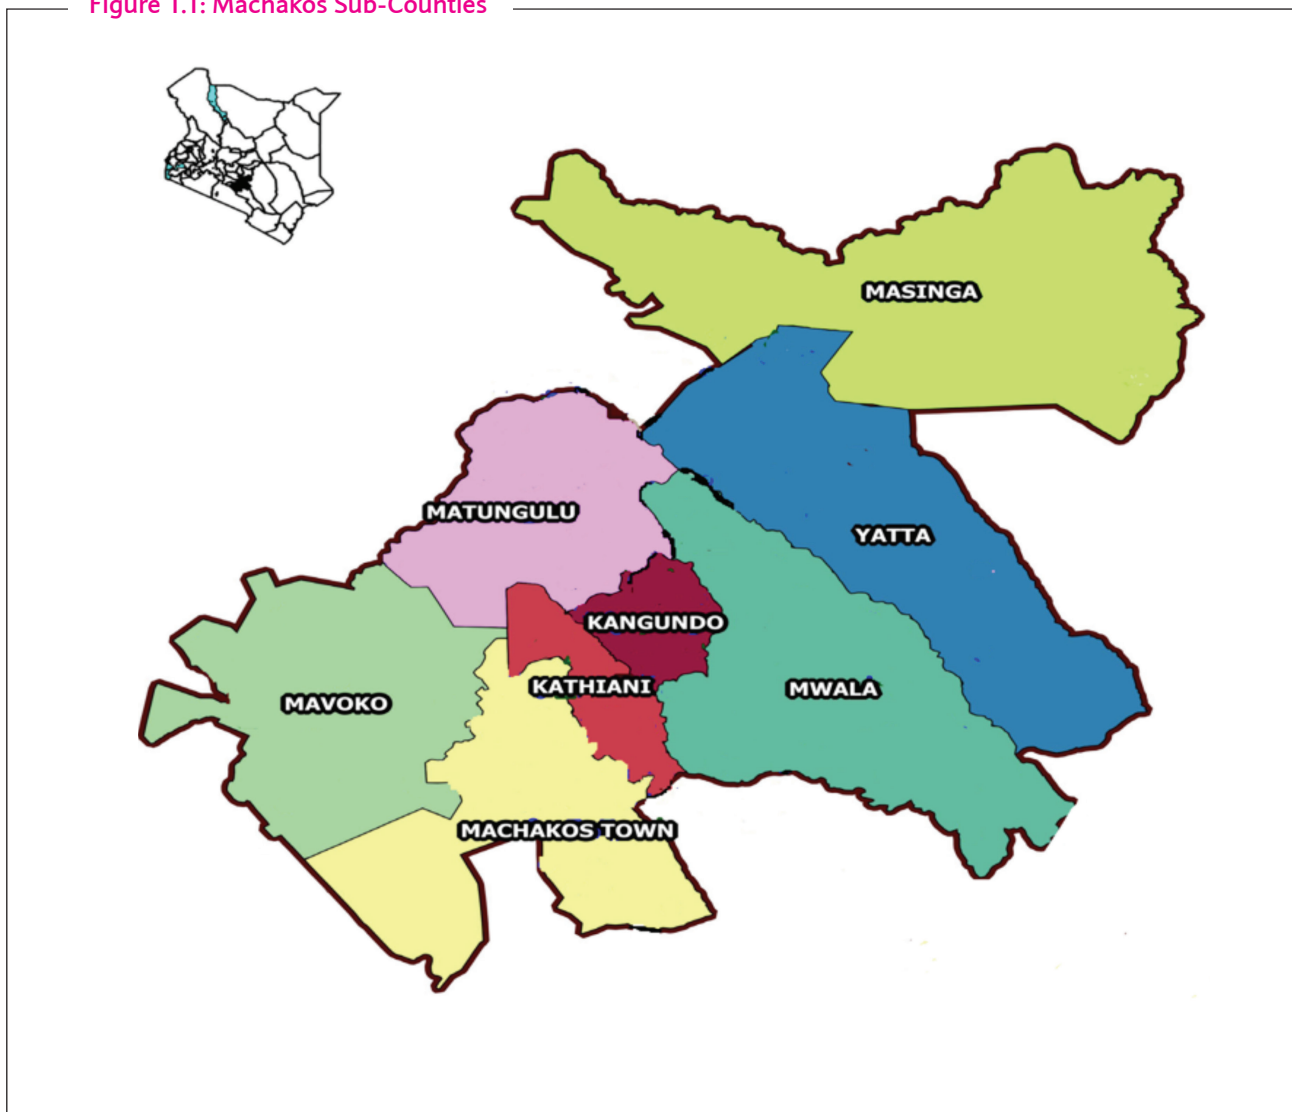 Figure 1.1: Machakos Sub-Counties
MASINGA
MATUNGULU
YATTA
KANGUNDO
KATHIANI
MWALA
MAVOKO
MACHAKOS TOWN